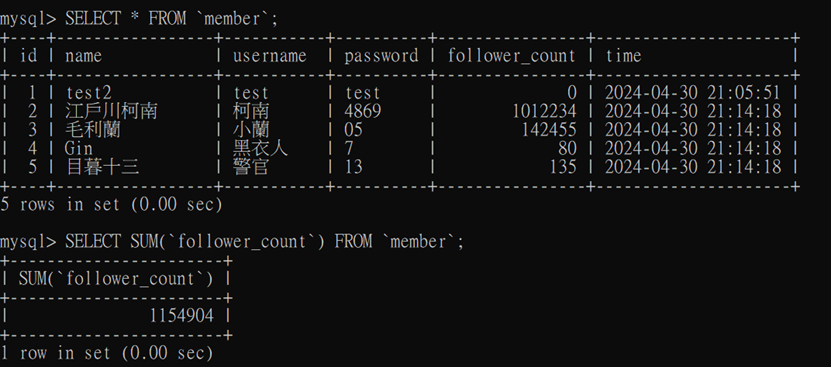 mysql> SELECT * FROM `member`;
+----+--------------+----------+----------+----------------+---------------------+
| id | name | username | password | follower_count | time |
+----+--------------+----------+----------+----------------+---------------------+
| 1 | test2 | test | test | 0 | 2024-04-30 21:05:51 |
| 2 | 江戶川柯南 | 柯南 | 4869 | 1012234 | 2024-04-30 21:14:18 |
| 3 | 毛利蘭 | 小蘭 | 05 | 142455 | 2024-04-30 21:14:18 |
| 4 | Gin | 黑衣人 | 7 | 80 | 2024-04-30 21:14:18 |
| 5 | 目暮十三 | 警官 | 13 | 135 | 2024-04-30 21:14:18 |
+----+--------------+----------+----------+----------------+---------------------+
5 rows in set (0.00 sec)
mysql> SELECT SUM(`follower_count`) FROM `member`;
+-----------------------+
| SUM(`follower_count`) |
+-----------------------+
| 1154904 |
+-----------------------+
1 row in set (0.00 sec)